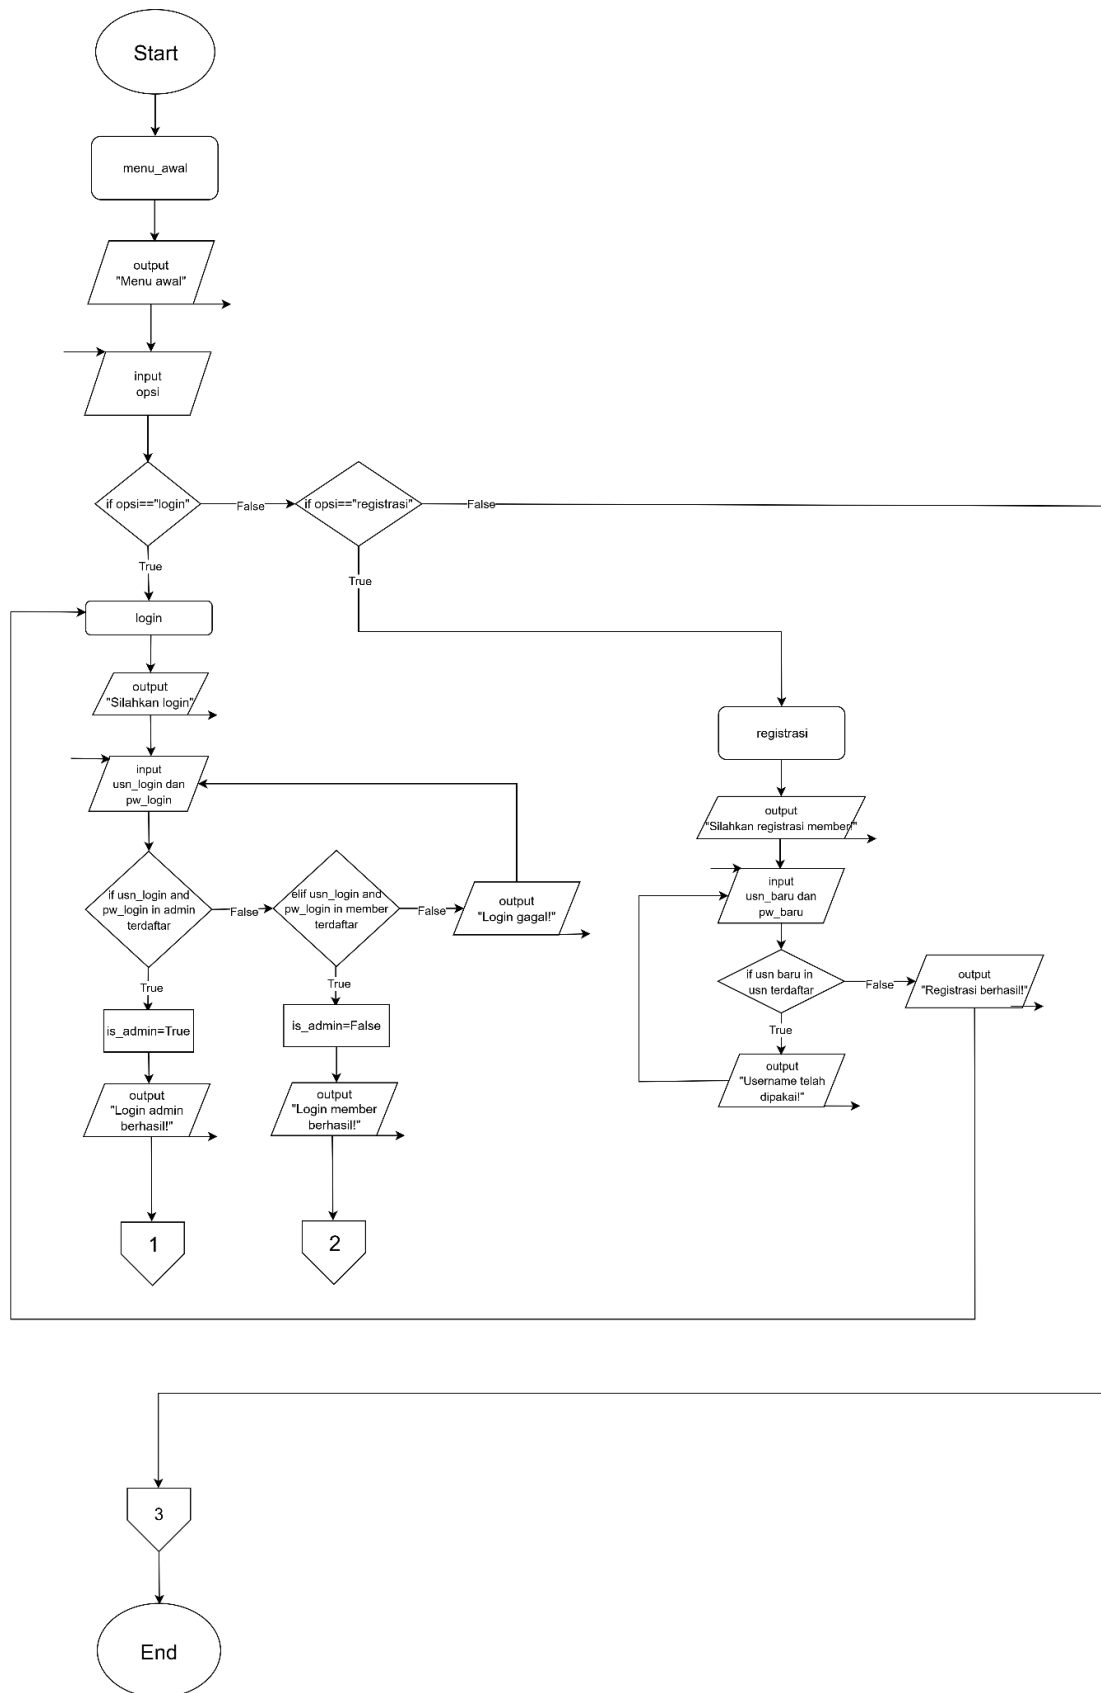 Start
menu_awal
output
"Menu awal"
input
opsi
if opsi=="login"
False
if opsi=="registrasi"
False
True
True
login
output
"Silahkan login"
input
usn_login dan
pw_login
if usn_login and
pw_login in admin
terdaftar
False
elif usn_login and
pw_login in member
terdaftar
False
output
"Login gagal!"
True
True
is_admin=True
is_admin=False
output
"Login admin
berhasil!"
output
"Login member
berhasil!"
1
2
registrasi
output
"Silahkan registrasi member!"
input
usn_baru dan
pw_baru
if usn baru in
usn terdaftar
False
output
"Registrasi berhasil!"
True
output
"Username telah
dipakai!"
3
End